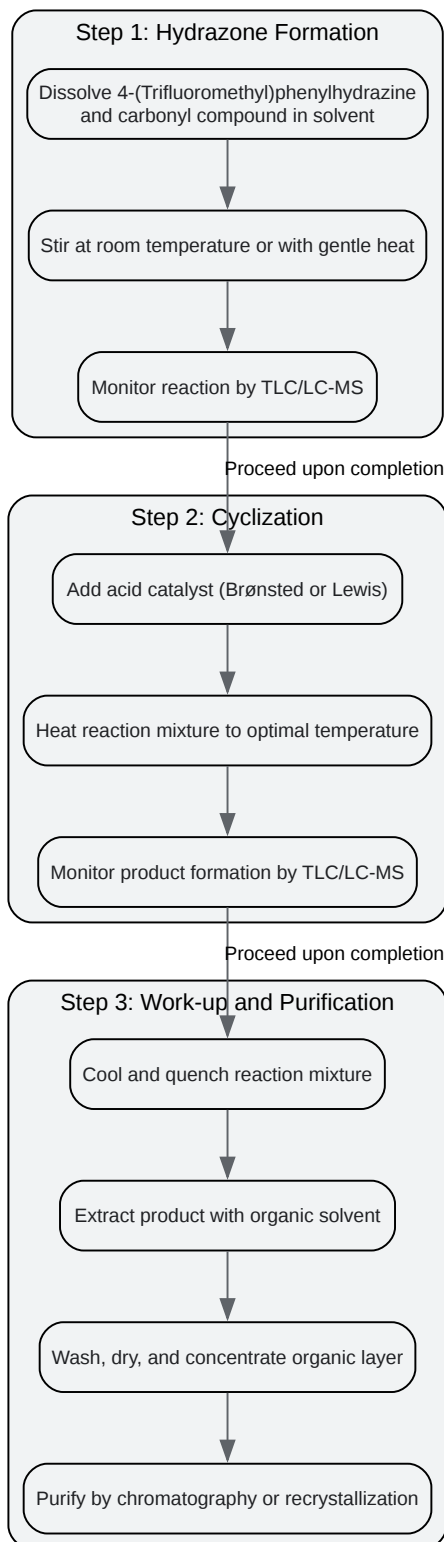 Step 1: Hydrazone Formation
Dissolve 4-(Trifluoromethyl)phenylhydrazine
and carbonyl compound in solvent
Stir at room temperature or with gentle heat
Monitor reaction by TLC/LC-MS
Proceed upon completion
Step 2: Cyclization
Add acid catalyst (Brønsted or Lewis)
Heat reaction mixture to optimal temperature
Monitor product formation by TLC/LC-MS
Proceed upon completion
Step 3: Work-up and Purification
Cool and quench reaction mixture
Extract product with organic solvent
Wash, dry, and concentrate organic layer
Purify by chromatography or recrystallization